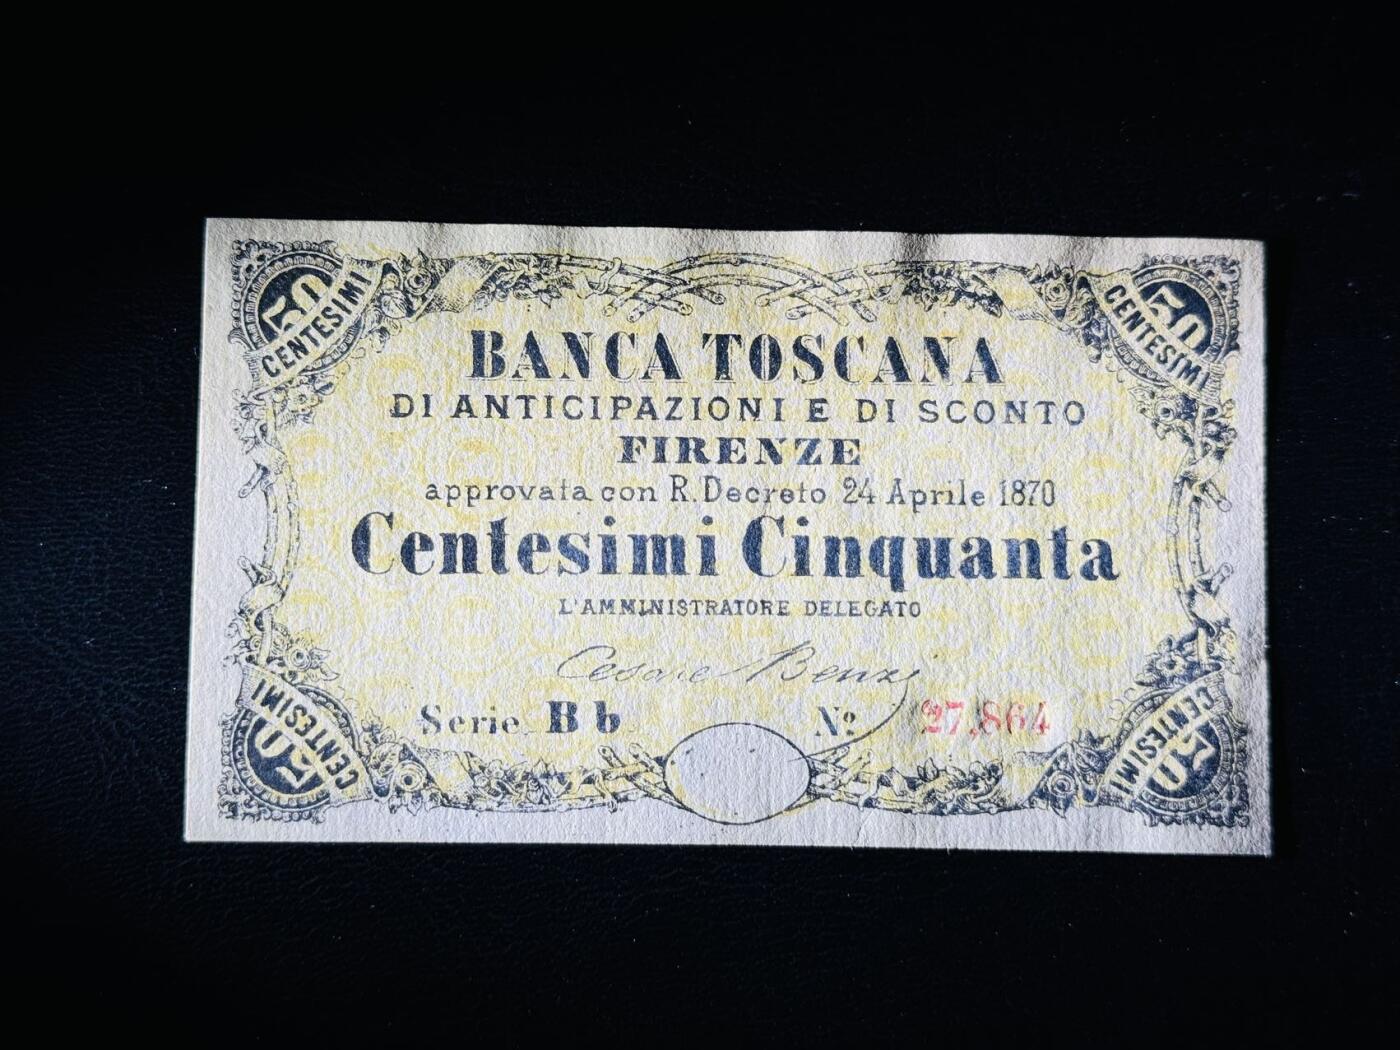 50 CENTESIMI
50 CENTESIMI
BANCA TOSCANA
DI ANTICIPAZIONI E DI SCONTO
FIRENZE
approvata con R. Decreto 24 Aprile 1870
Centesimi Cinquanta
L'AMMINISTRATORE DELEGATO
Cesare Benzi
Serie Bb Nº 27,864
50 CENTESIMI
50 CENTESIMI